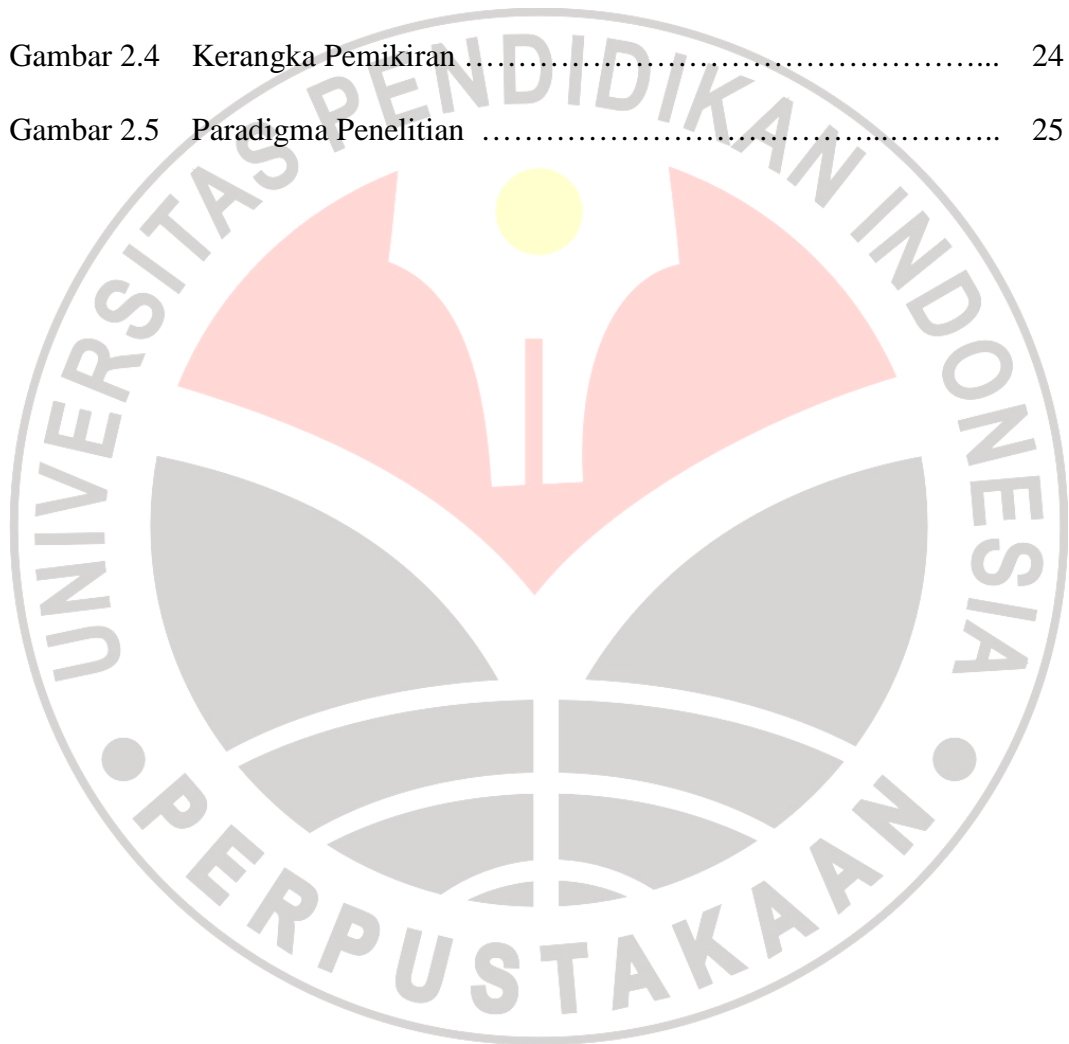 Gambar 2.4 Kerangka Pemikiran ………………………………………………... 24
Gambar 2.5 Paradigma Penelitian ………………………………….……….. 25
UNIVERSITAS PENDIDIKAN INDONESIA
PERPUSTAKAAN